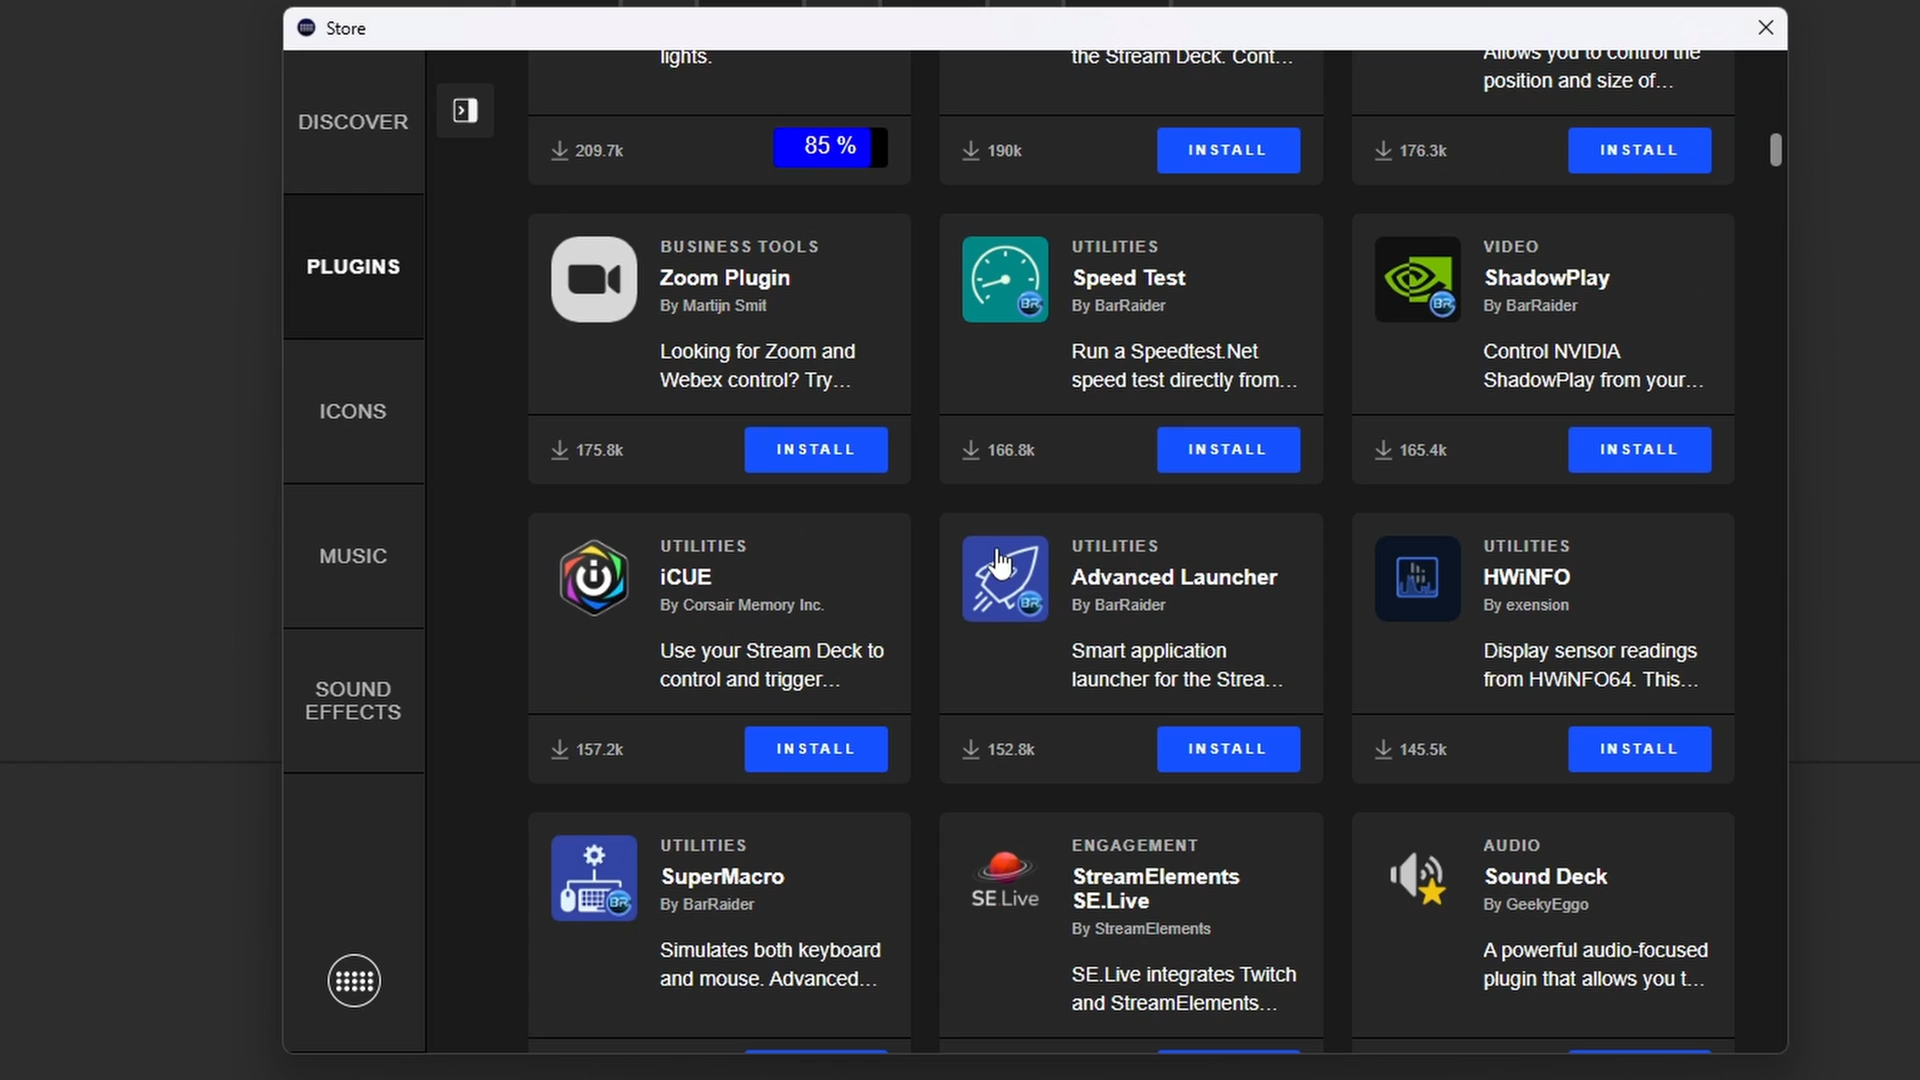 Store
DISCOVER
PLUGINS
ICONS
MUSIC
SOUND
EFFECTS
lights.
209.7k
85 %
the Stream Deck. Cont...
190k
INSTALL
Allows you to control the
position and size of...
176.3k
INSTALL
BUSINESS TOOLS
Zoom Plugin
By Martijn Smit
Looking for Zoom and
Webex control? Try...
175.8k
INSTALL
UTILITIES
Speed Test
By BarRaider
BR
Run a Speedtest.Net
speed test directly from...
166.8k
INSTALL
VIDEO
ShadowPlay
By BarRaider
BR
Control NVIDIA
ShadowPlay from your...
165.4k
INSTALL
UTILITIES
iCUE
By Corsair Memory Inc.
Use your Stream Deck to
control and trigger...
157.2k
INSTALL
UTILITIES
Advanced Launcher
By BarRaider
BR
Smart application
launcher for the Strea...
152.8k
INSTALL
UTILITIES
HWiNFO
By exension
Display sensor readings
from HWiNFO64. This...
145.5k
INSTALL
UTILITIES
SuperMacro
By BarRaider
BR
Simulates both keyboard
and mouse. Advanced...
ENGAGEMENT
StreamElements
SE.Live
SE.Live
By StreamElements
SE.Live integrates Twitch
and StreamElements...
AUDIO
Sound Deck
By GeekyEggo
A powerful audio-focused
plugin that allows you t...